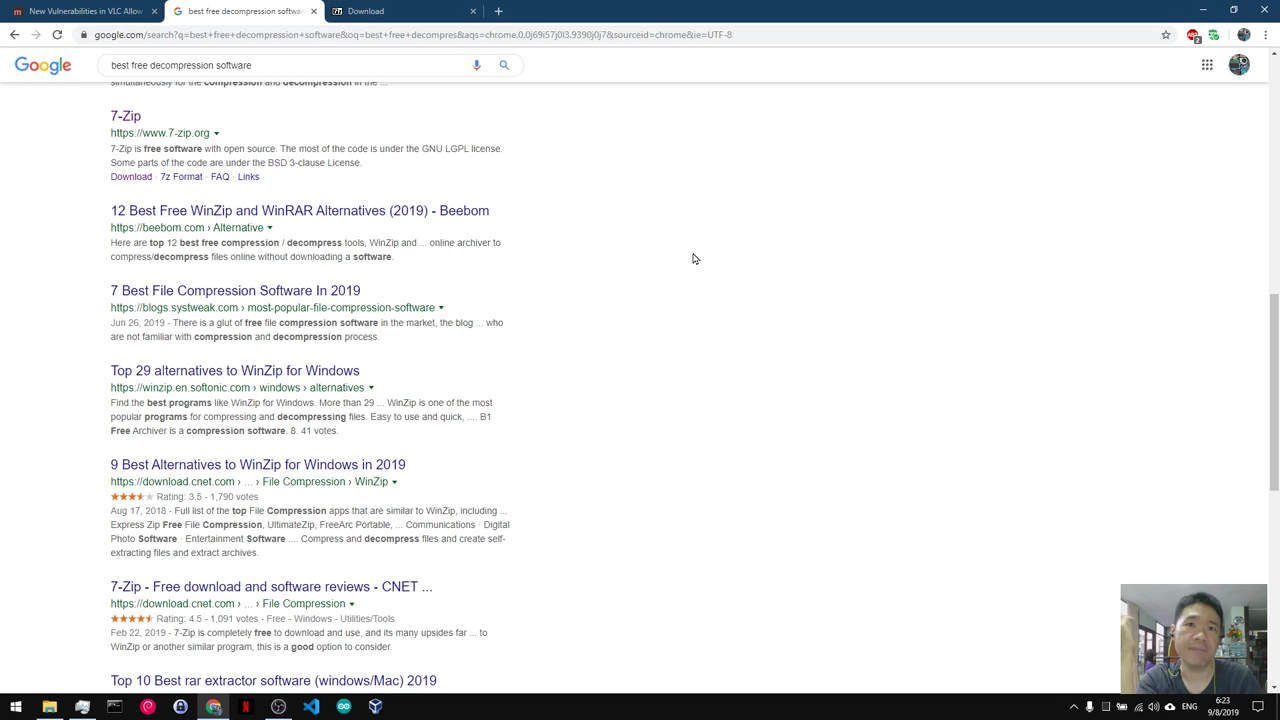 New Vulnerabilities in VLC Allow
best free decompression softwar
Download
google.com/search?q=best+free+decompression+software&oq=best+free+decompres&aqs=chrome.0.0j69i57j0l3.9390j0j7&sourceid=chrome&ie=UTF-8
Google
best free decompression software
simultaneously for the compression and decompression in the ...
7-Zip
https://www.7-zip.org
7-Zip is free software with open source. The most of the code is under the GNU LGPL license.
Some parts of the code are under the BSD 3-clause License.
Download · 7z Format · FAQ · Links
12 Best Free WinZip and WinRAR Alternatives (2019) - Beebom
https://beebom.com › Alternative
Here are top 12 best free compression / decompress tools, WinZip and ... online archiver to
compress/decompress files online without downloading a software.
7 Best File Compression Software In 2019
https://blogs.systweak.com › most-popular-file-compression-software
Jun 26, 2019 - There is a glut of free file compression software in the market, the blog ... who
are not familiar with compression and decompression process.
Top 29 alternatives to WinZip for Windows
https://winzip.en.softonic.com › windows › alternatives
Find the best programs like WinZip for Windows. More than 29 ... WinZip is one of the most
popular programs for compressing and decompressing files. Easy to use and quick, .... B1
Free Archiver is a compression software. 8. 41 votes.
9 Best Alternatives to WinZip for Windows in 2019
https://download.cnet.com › ... › File Compression › WinZip
Rating: 3.5 - 1,790 votes
Aug 17, 2018 - Full list of the top File Compression apps that are similar to WinZip, including ...
Express Zip Free File Compression, UltimateZip, FreeArc Portable, ... Communications · Digital
Photo Software · Entertainment Software .... Compress and decompress files and create self-
extracting files and extract archives.
7-Zip - Free download and software reviews - CNET ...
https://download.cnet.com › ... › File Compression
Rating: 4.5 - 1,091 votes - Free - Windows - Utilities/Tools
Feb 22, 2019 - 7-Zip is completely free to download and use, and its many upsides far ... to
WinZip or another similar program, this is a good option to consider.
Top 10 Best rar extractor software (windows/Mac) 2019
ENG
6:23
9/8/2019